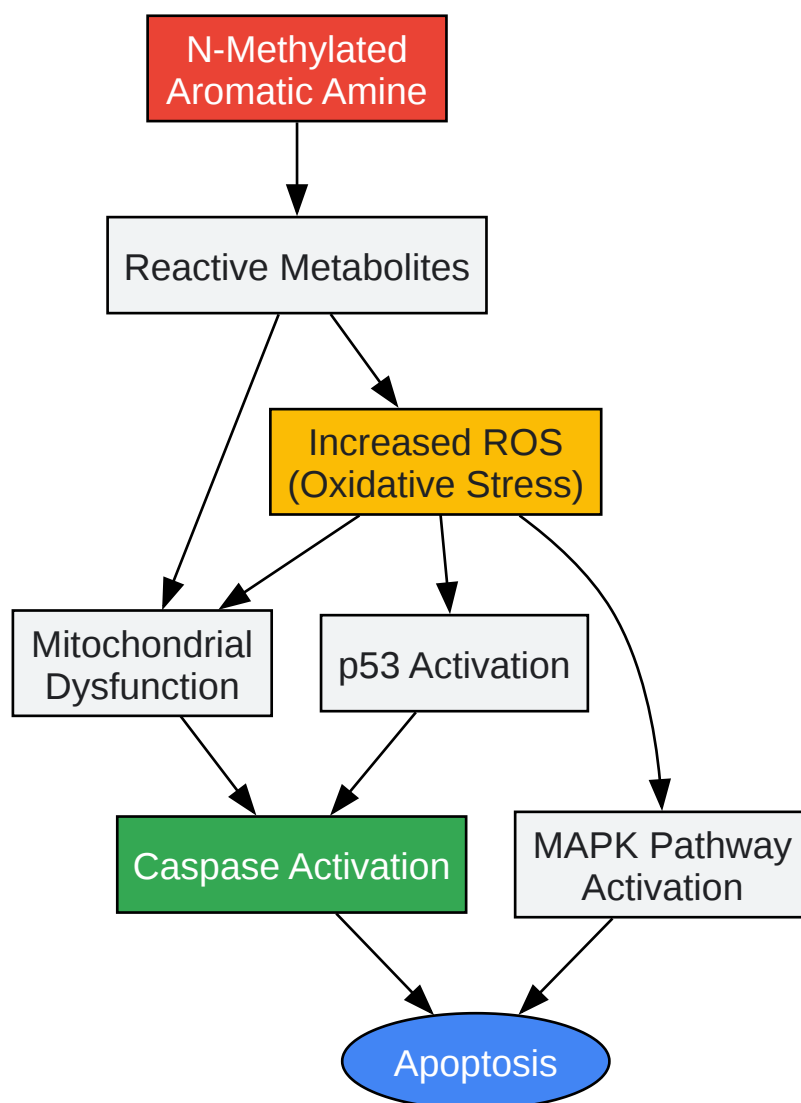 N-Methylated
Aromatic Amine
Reactive Metabolites
Increased ROS
(Oxidative Stress)
Mitochondrial
Dysfunction
p53 Activation
Caspase Activation
MAPK Pathway
Activation
Apoptosis